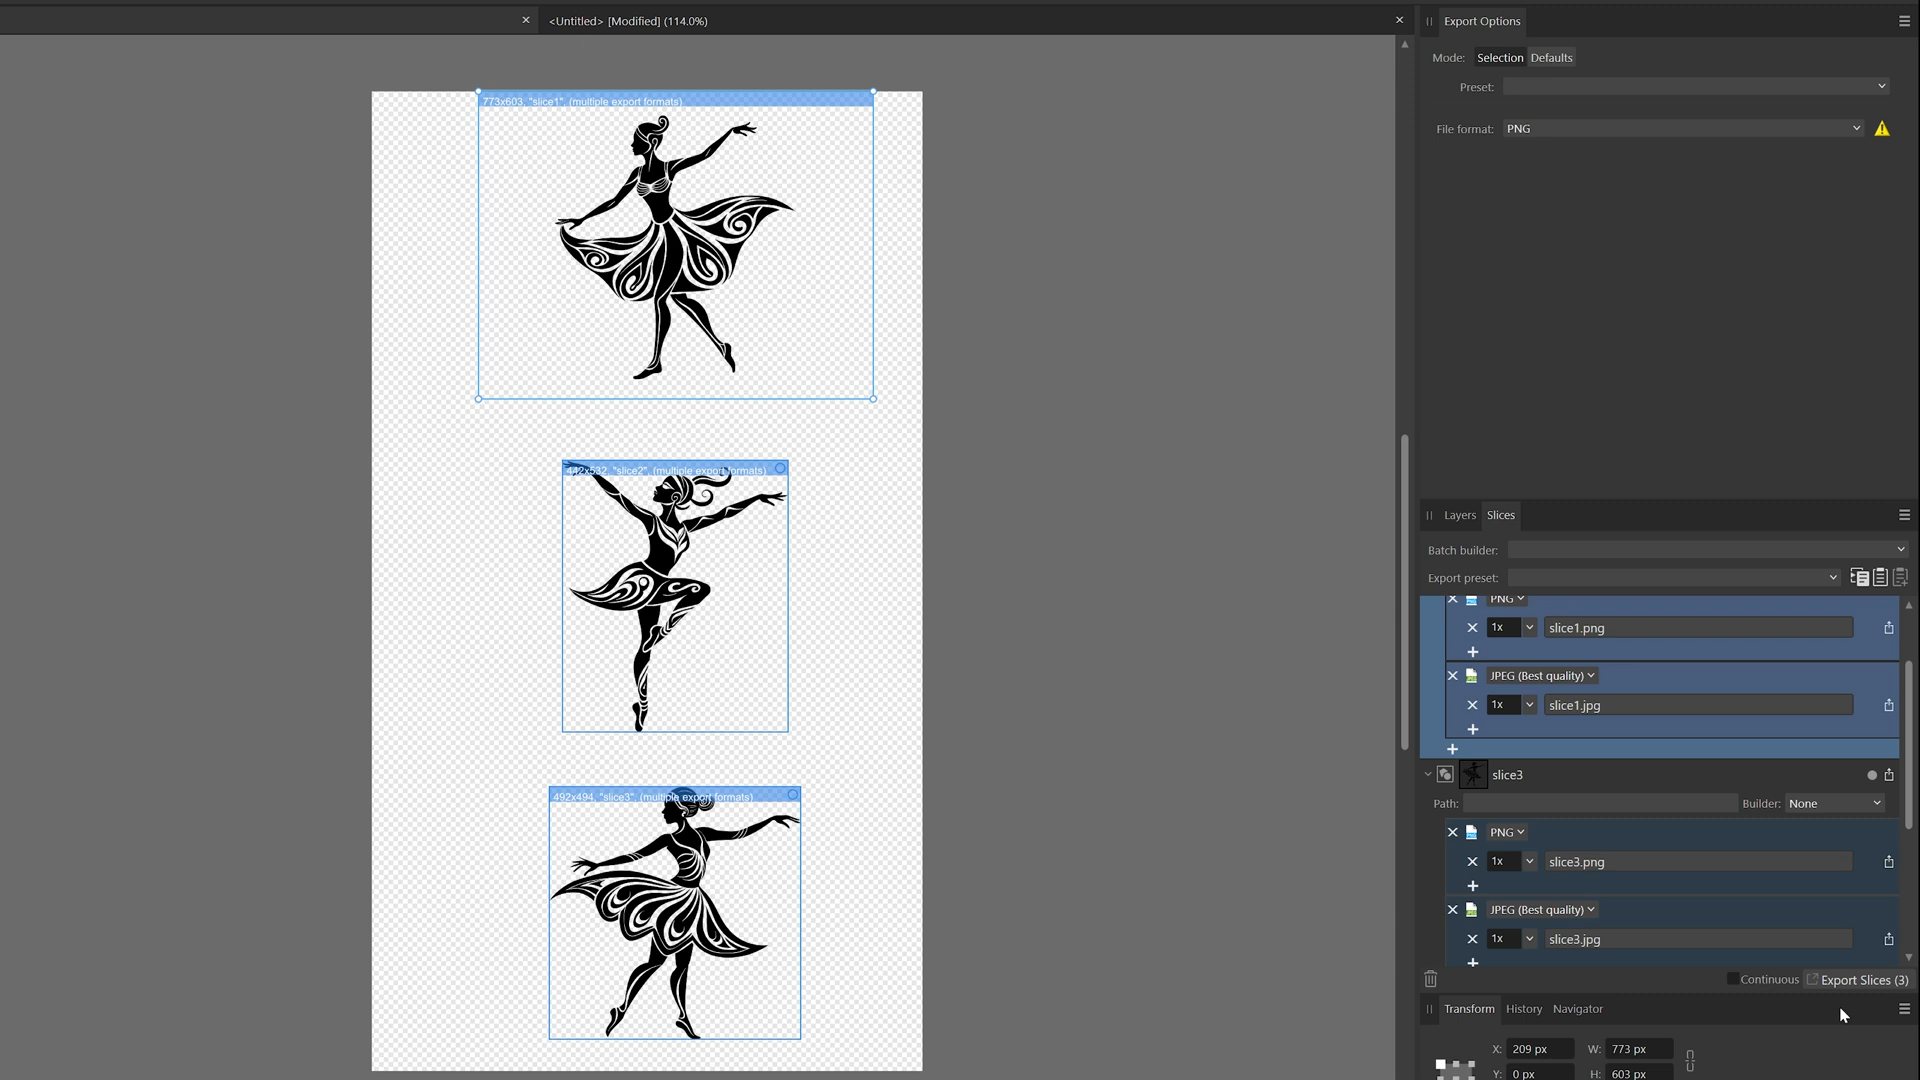 <Untitled> [Modified] (114.0%)
773x603, "slice1", (multiple export formats)
442x532, "slice2", (multiple export formats)
492x494, "slice3", (multiple export formats)
Export Options
Mode: Selection Defaults
Preset:
File format: PNG
Layers Slices
Batch builder:
Export preset:
PNG
1x slice1.png
JPEG (Best quality)
1x slice1.jpg
slice3
Path: Builder: None
PNG
1x slice3.png
JPEG (Best quality)
1x slice3.jpg
Continuous Export Slices (3)
Transform History Navigator
X: 209 px W: 773 px
Y: 0 px H: 603 px